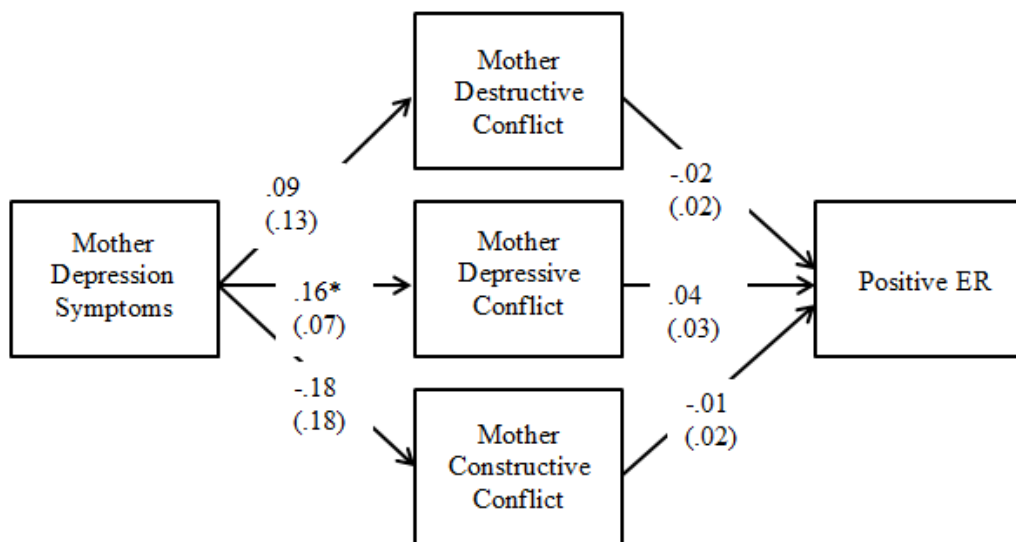 Mother
Destructive
Conflict
.09
(.13)
-.02
(.02)
Mother
Depression
Symptoms
.16*
(.07)
Mother
Depressive
Conflict
.04
(.03)
Positive ER
-.18
(.18)
-.01
(.02)
Mother
Constructive
Conflict